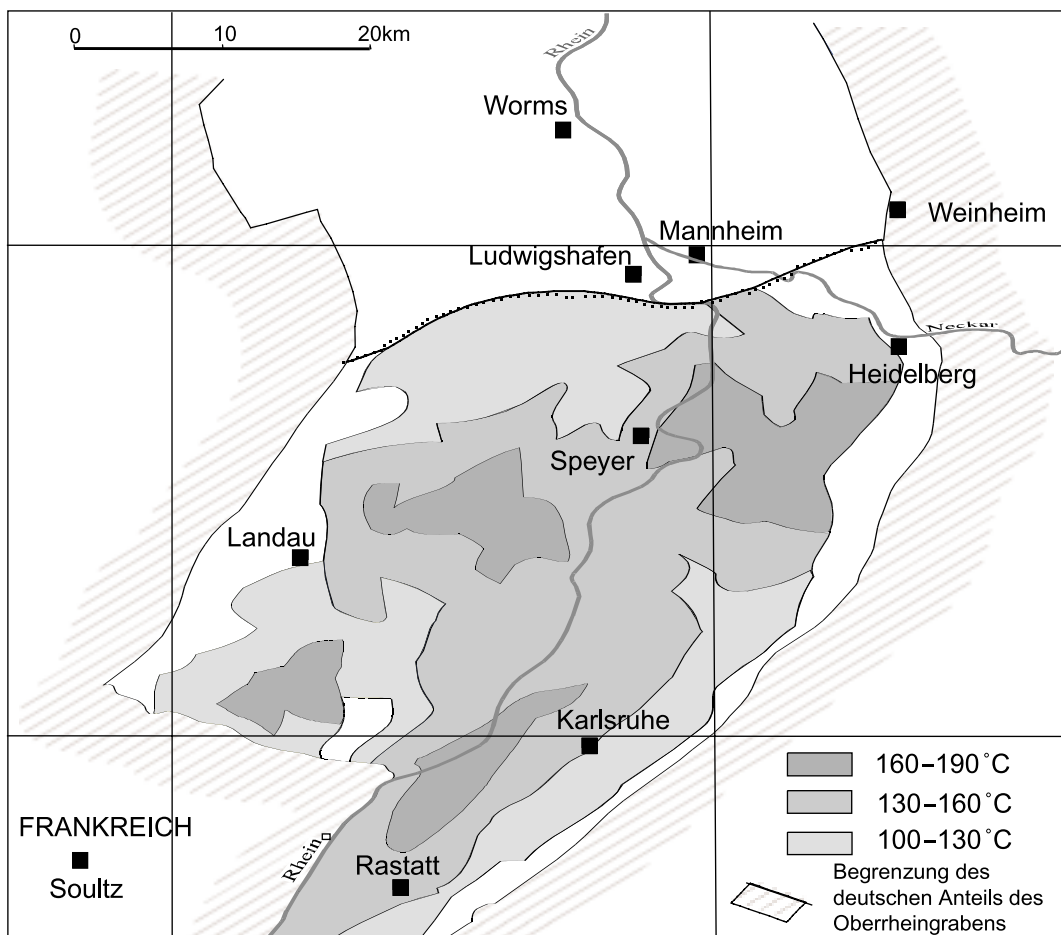 0 10 20km
Rhein
Worms
Weinheim
Mannheim
Ludwigshafen
Neckar
Heidelberg
Speyer
Landau
Karlsruhe
160–190°C
130–160°C
100–130°C
FRANKREICH
Soultz
Rhein
Rastatt
Begrenzung des
deutschen Anteils des
Oberrheingrabens